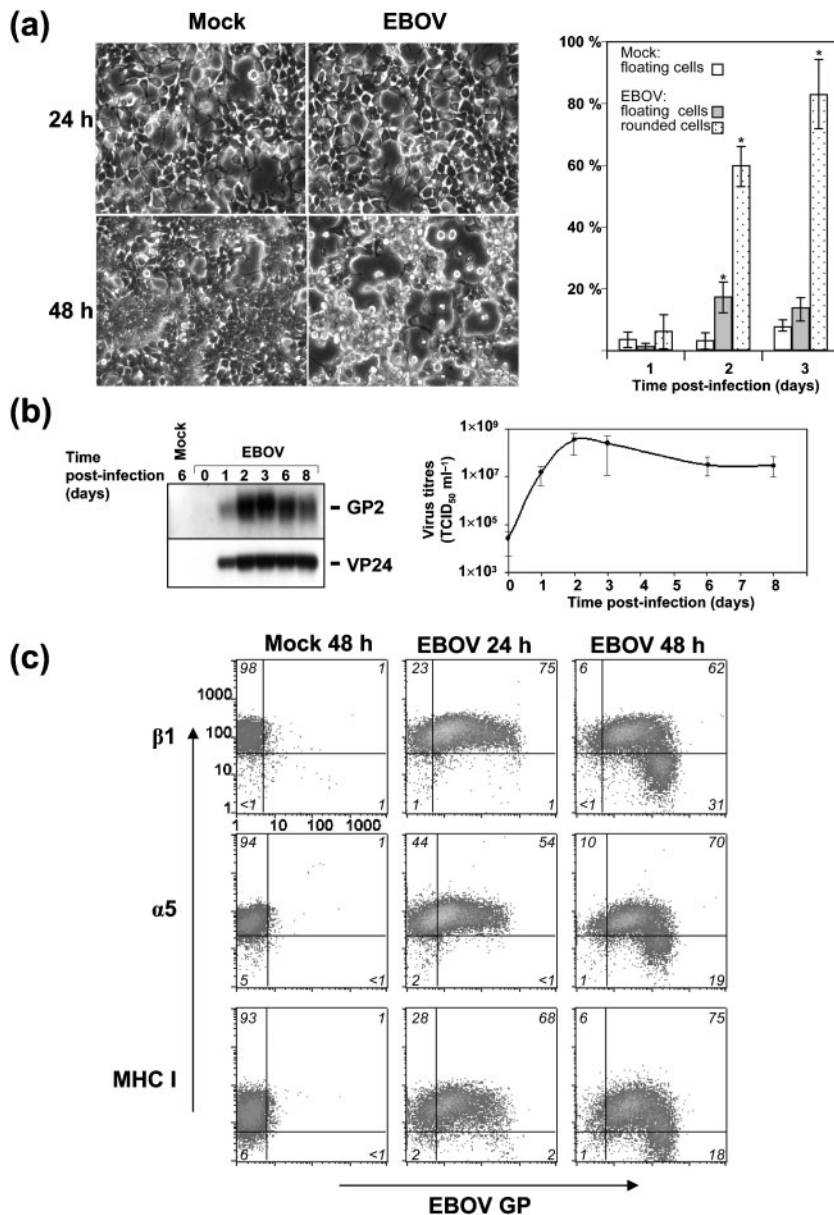 (a)
Mock EBOV
24 h
48 h
100 %
80 %
60 %
40 %
20 %
Mock:
floating cells
EBOV:
floating cells
rounded cells
* * * *
1 2 3
Time post-infection (days)
(b)
Time
post-infection
(days)
Mock EBOV
6 0 1 2 3 6 8
GP2
VP24
Virus titres
(TCID50 ml−1)
1×109
1×107
1×105
1×103
0 1 2 3 4 5 6 7 8
Time post-infection (days)
(c)
Mock 48 h EBOV 24 h EBOV 48 h
β1
1000
100
10
1
98 1 23 75 6 62
<1 1 1 1 <1 31
1 10 100 1000
α5
94 1 44 54 10 70
5 <1 2 <1 1 19
MHC I
93 1 28 68 6 75
6 <1 2 2 1 18
EBOV GP